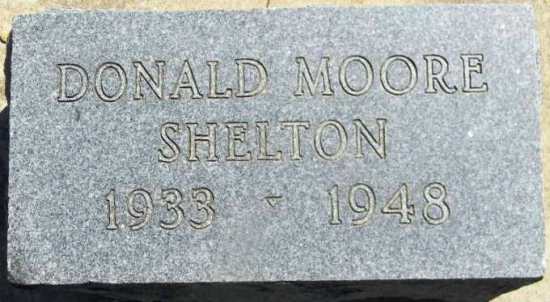 DONALD MOORE
SHELTON
1933 - 1948